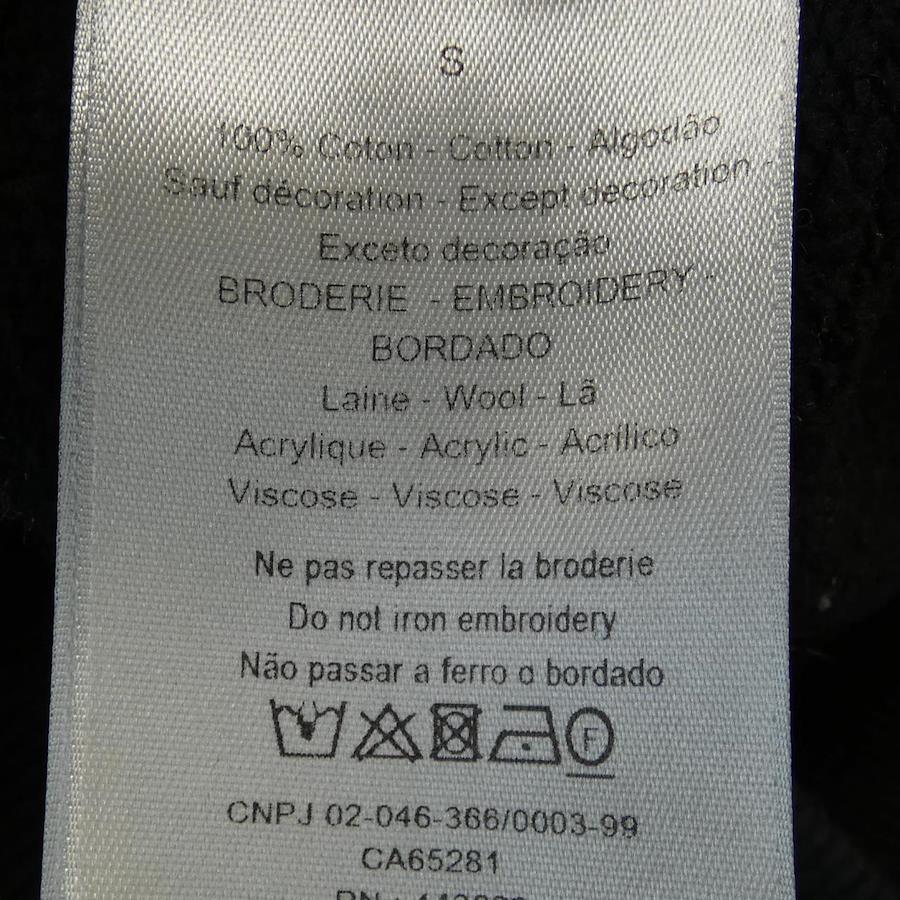 S
100% Coton - Cotton - Algodão
Sauf décoration - Except decoration -
Exceto decoração
BRODERIE - EMBROIDERY -
BORDADO
Laine - Wool - Lã
Acrylique - Acrylic - Acrílico
Viscose - Viscose - Viscose
Ne pas repasser la broderie
Do not iron embroidery
Não passar a ferro o bordado
F
CNPJ 02-046-366/0003-99
CA65281